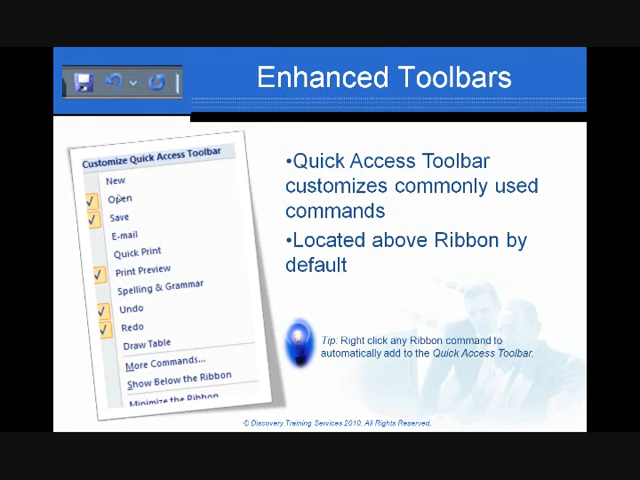 Enhanced Toolbars
Customize Quick Access Toolbar
New
Open
Save
E-mail
Quick Print
Print Preview
Spelling & Grammar
Undo
Redo
Draw Table
More Commands...
Show Below the Ribbon
Minimize the Ribbon
•Quick Access Toolbar
customizes commonly used
commands
•Located above Ribbon by
default
Tip: Right click any Ribbon command to
automatically add to the Quick Access Toolbar.
© Discovery Training Services 2010. All Rights Reserved.